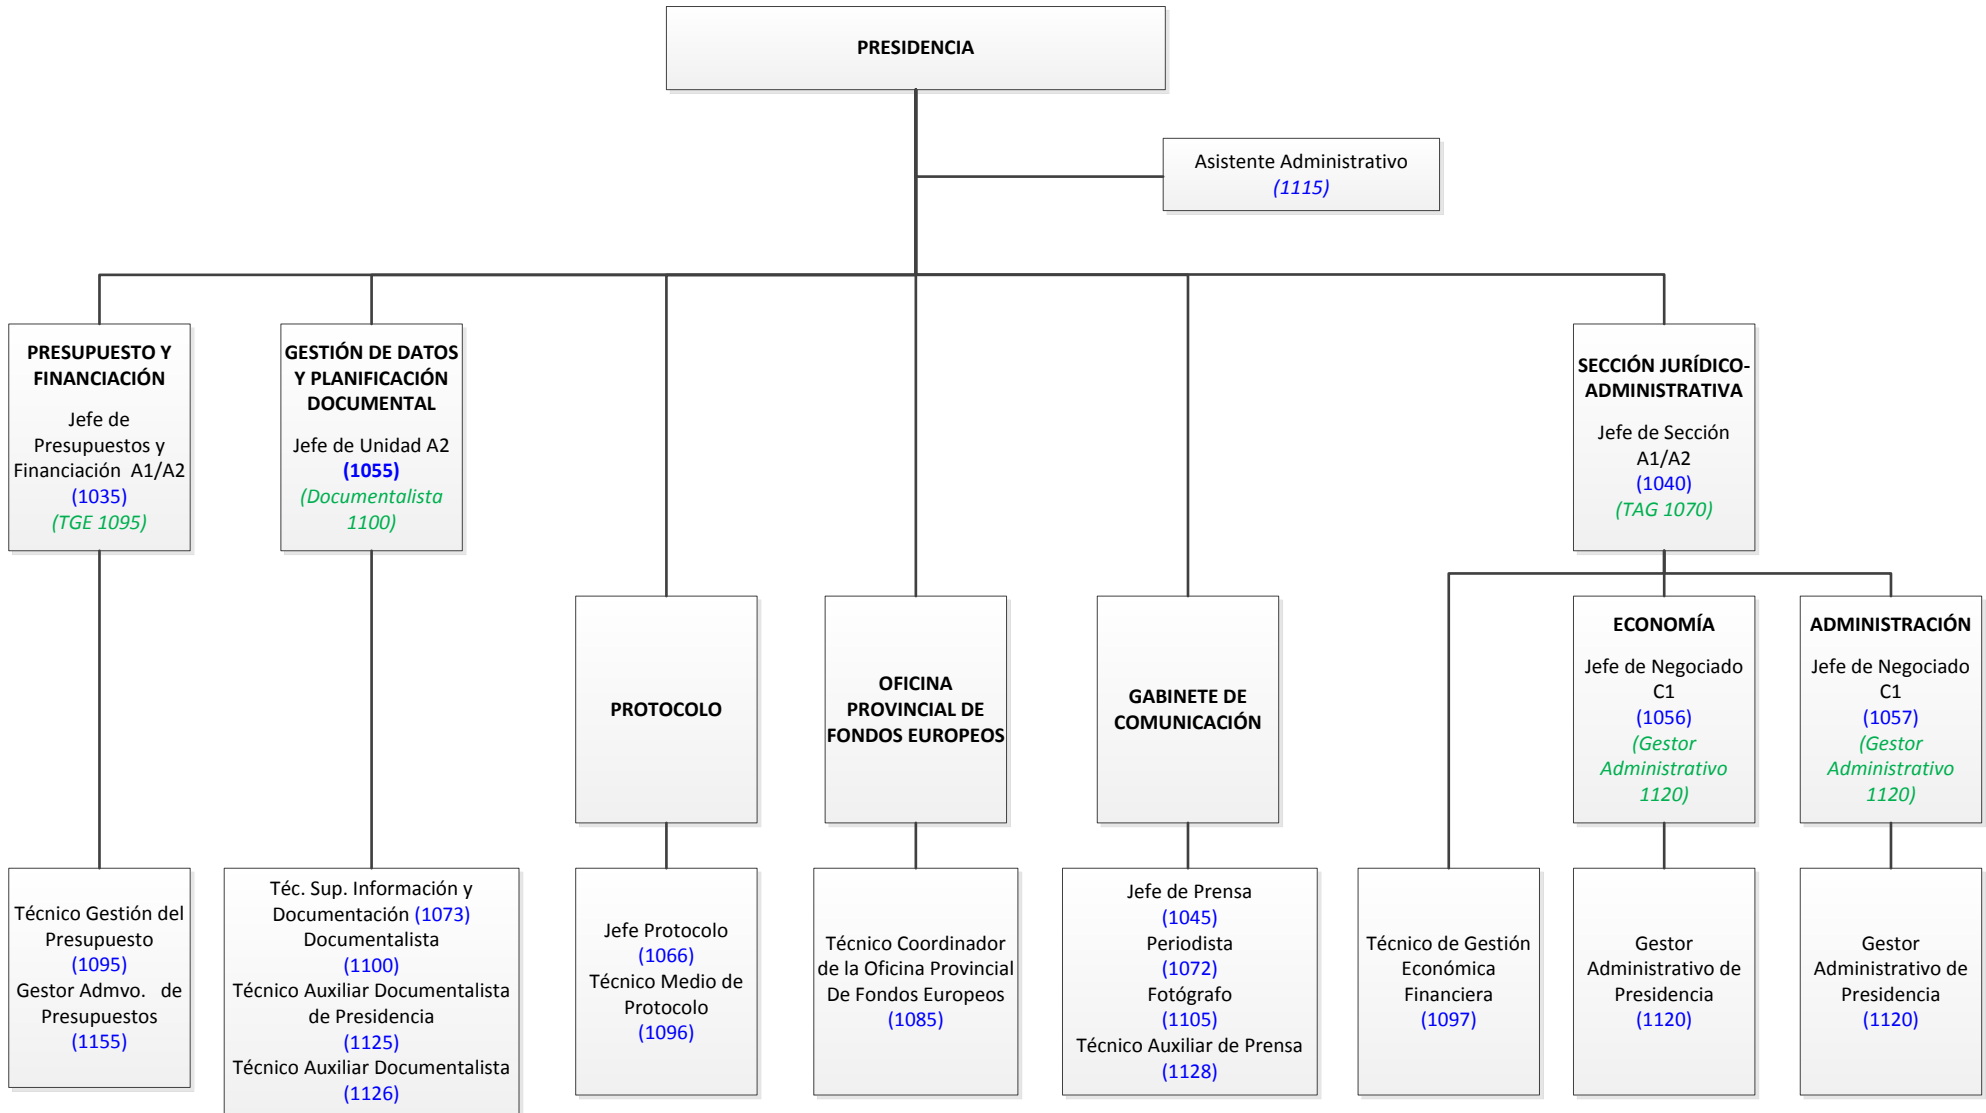 PRESIDENCIA
Asistente Administrativo
(1115)
PRESUPUESTO Y
FINANCIACIÓN
Jefe de
Presupuestos y
Financiación A1/A2
(1035)
(TGE 1095)
GESTIÓN DE DATOS
Y PLANIFICACIÓN
DOCUMENTAL
Jefe de Unidad A2
(1055)
(Documentalista
1100)
SECCIÓN JURÍDICO-
ADMINISTRATIVA
Jefe de Sección
A1/A2
(1040)
(TAG 1070)
PROTOCOLO
OFICINA
PROVINCIAL DE
FONDOS EUROPEOS
GABINETE DE
COMUNICACIÓN
ECONOMÍA
Jefe de Negociado
C1
(1056)
(Gestor
Administrativo
1120)
ADMINISTRACIÓN
Jefe de Negociado
C1
(1057)
(Gestor
Administrativo
1120)
Técnico Gestión del
Presupuesto
(1095)
Gestor Admvo. de
Presupuestos
(1155)
Téc. Sup. Información y
Documentación (1073)
Documentalista
(1100)
Técnico Auxiliar Documentalista
de Presidencia
(1125)
Técnico Auxiliar Documentalista
(1126)
Jefe Protocolo
(1066)
Técnico Medio de
Protocolo
(1096)
Técnico Coordinador
de la Oficina Provincial
De Fondos Europeos
(1085)
Jefe de Prensa
(1045)
Periodista
(1072)
Fotógrafo
(1105)
Técnico Auxiliar de Prensa
(1128)
Técnico de Gestión
Económica
Financiera
(1097)
Gestor
Administrativo de
Presidencia
(1120)
Gestor
Administrativo de
Presidencia
(1120)